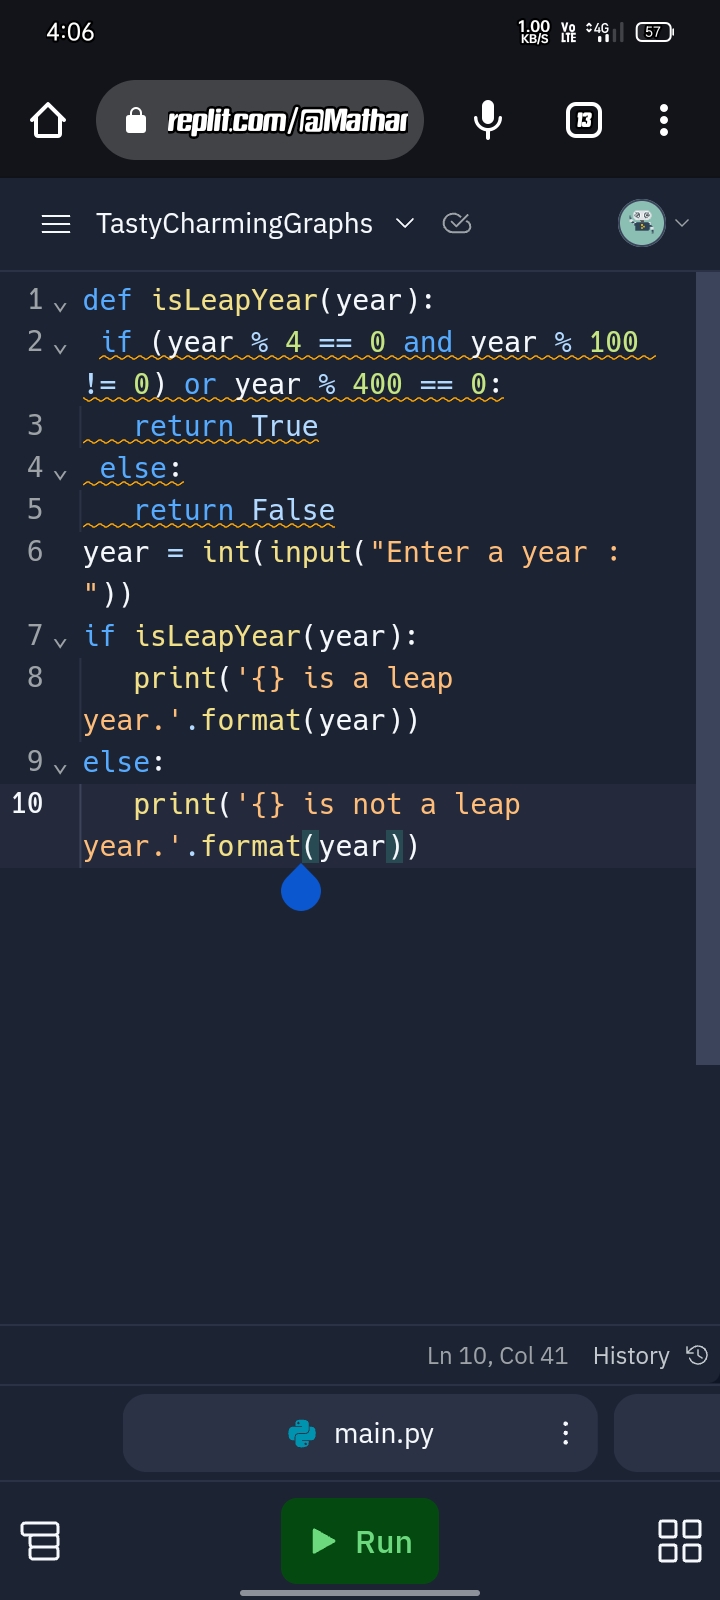 4:06
1.00 KB/S
Vo LTE
4G
57
replit.com/@Mathar
13
TastyCharmingGraphs
1 def isLeapYear(year):
2  if (year % 4 == 0 and year % 100
!= 0) or year % 400 == 0:
3    return True
4  else:
5    return False
6 year = int(input("Enter a year :
"))
7 if isLeapYear(year):
8    print('{} is a leap
year.'.format(year))
9 else:
10    print('{} is not a leap
year.'.format(year))
Ln 10, Col 41 History
main.py
Run